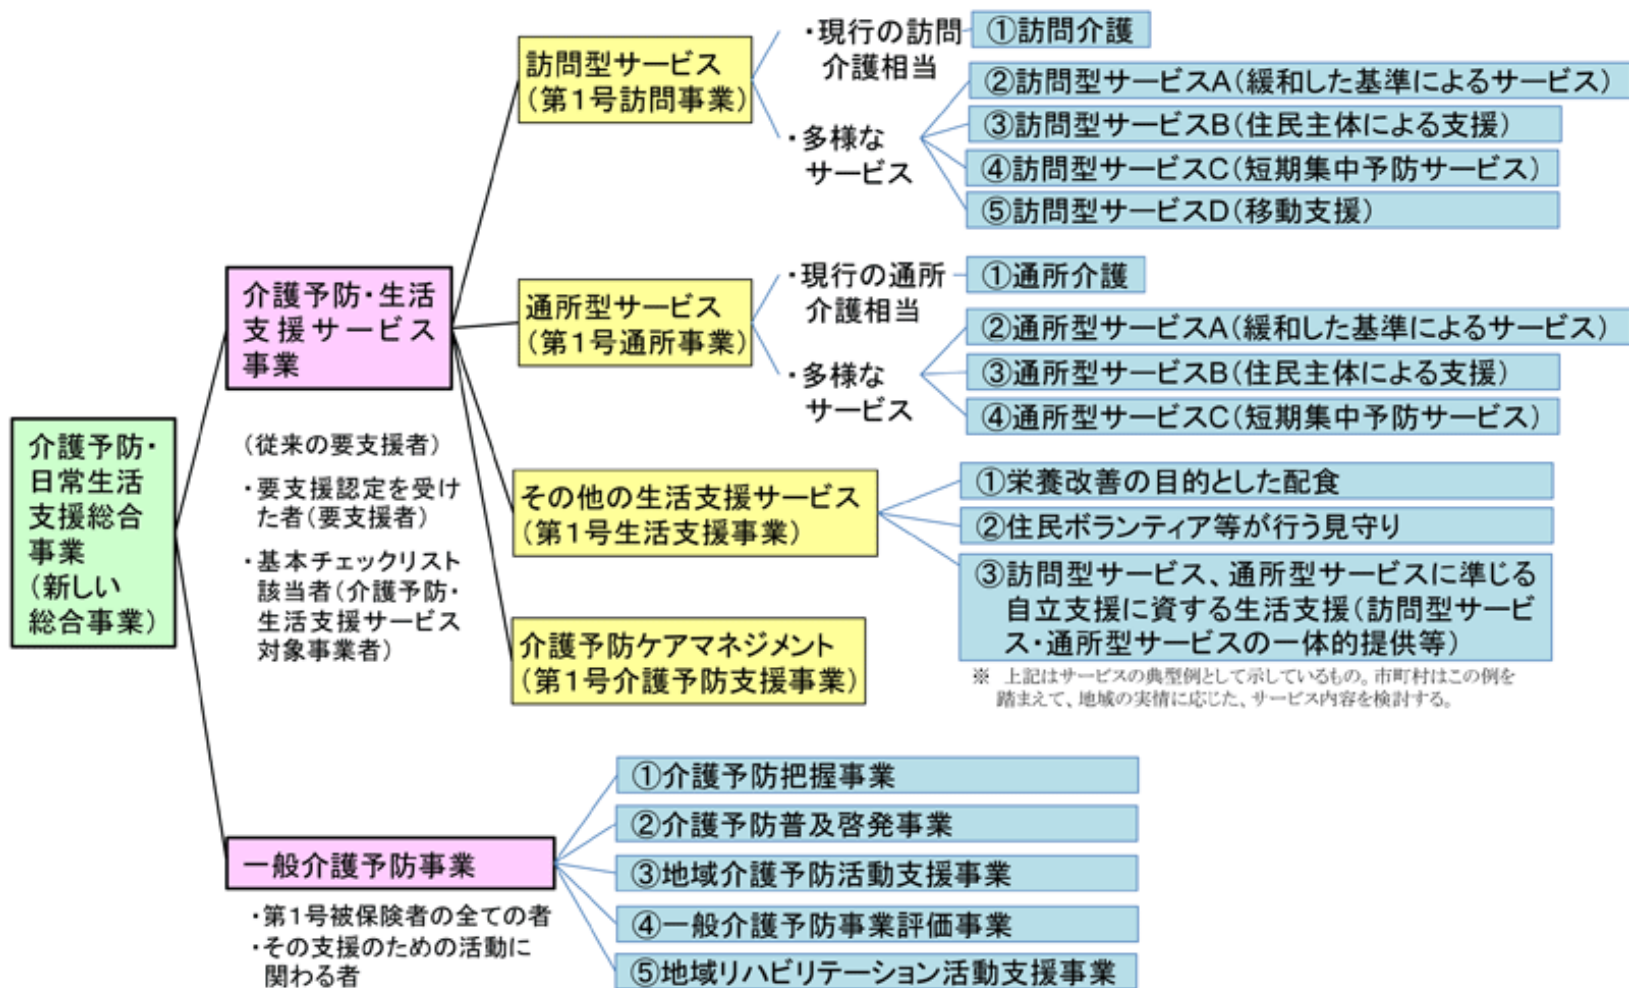 介護予防・
日常生活
支援総合
事業
(新しい
総合事業)
介護予防・生活
支援サービス
事業
(従来の要支援者)
・要支援認定を受け
た者(要支援者)
・基本チェックリスト
該当者(介護予防・
生活支援サービス
対象事業者)
訪問型サービス
(第1号訪問事業)
・現行の訪問
介護相当
①訪問介護
・多様な
サービス
②訪問型サービスA(緩和した基準によるサービス)
③訪問型サービスB(住民主体による支援)
④訪問型サービスC(短期集中予防サービス)
⑤訪問型サービスD(移動支援)
通所型サービス
(第1号通所事業)
・現行の通所
介護相当
①通所介護
・多様な
サービス
②通所型サービスA(緩和した基準によるサービス)
③通所型サービスB(住民主体による支援)
④通所型サービスC(短期集中予防サービス)
その他の生活支援サービス
(第1号生活支援事業)
①栄養改善の目的とした配食
②住民ボランティア等が行う見守り
③訪問型サービス、通所型サービスに準じる
自立支援に資する生活支援(訪問型サービ
ス・通所型サービスの一体的提供等)
※ 上記はサービスの典型例として示しているもの。市町村はこの例を
踏まえて、地域の実情に応じた、サービス内容を検討する。
介護予防ケアマネジメント
(第1号介護予防支援事業)
一般介護予防事業
・第1号被保険者の全ての者
・その支援のための活動に
関わる者
①介護予防把握事業
②介護予防普及啓発事業
③地域介護予防活動支援事業
④一般介護予防事業評価事業
⑤地域リハビリテーション活動支援事業